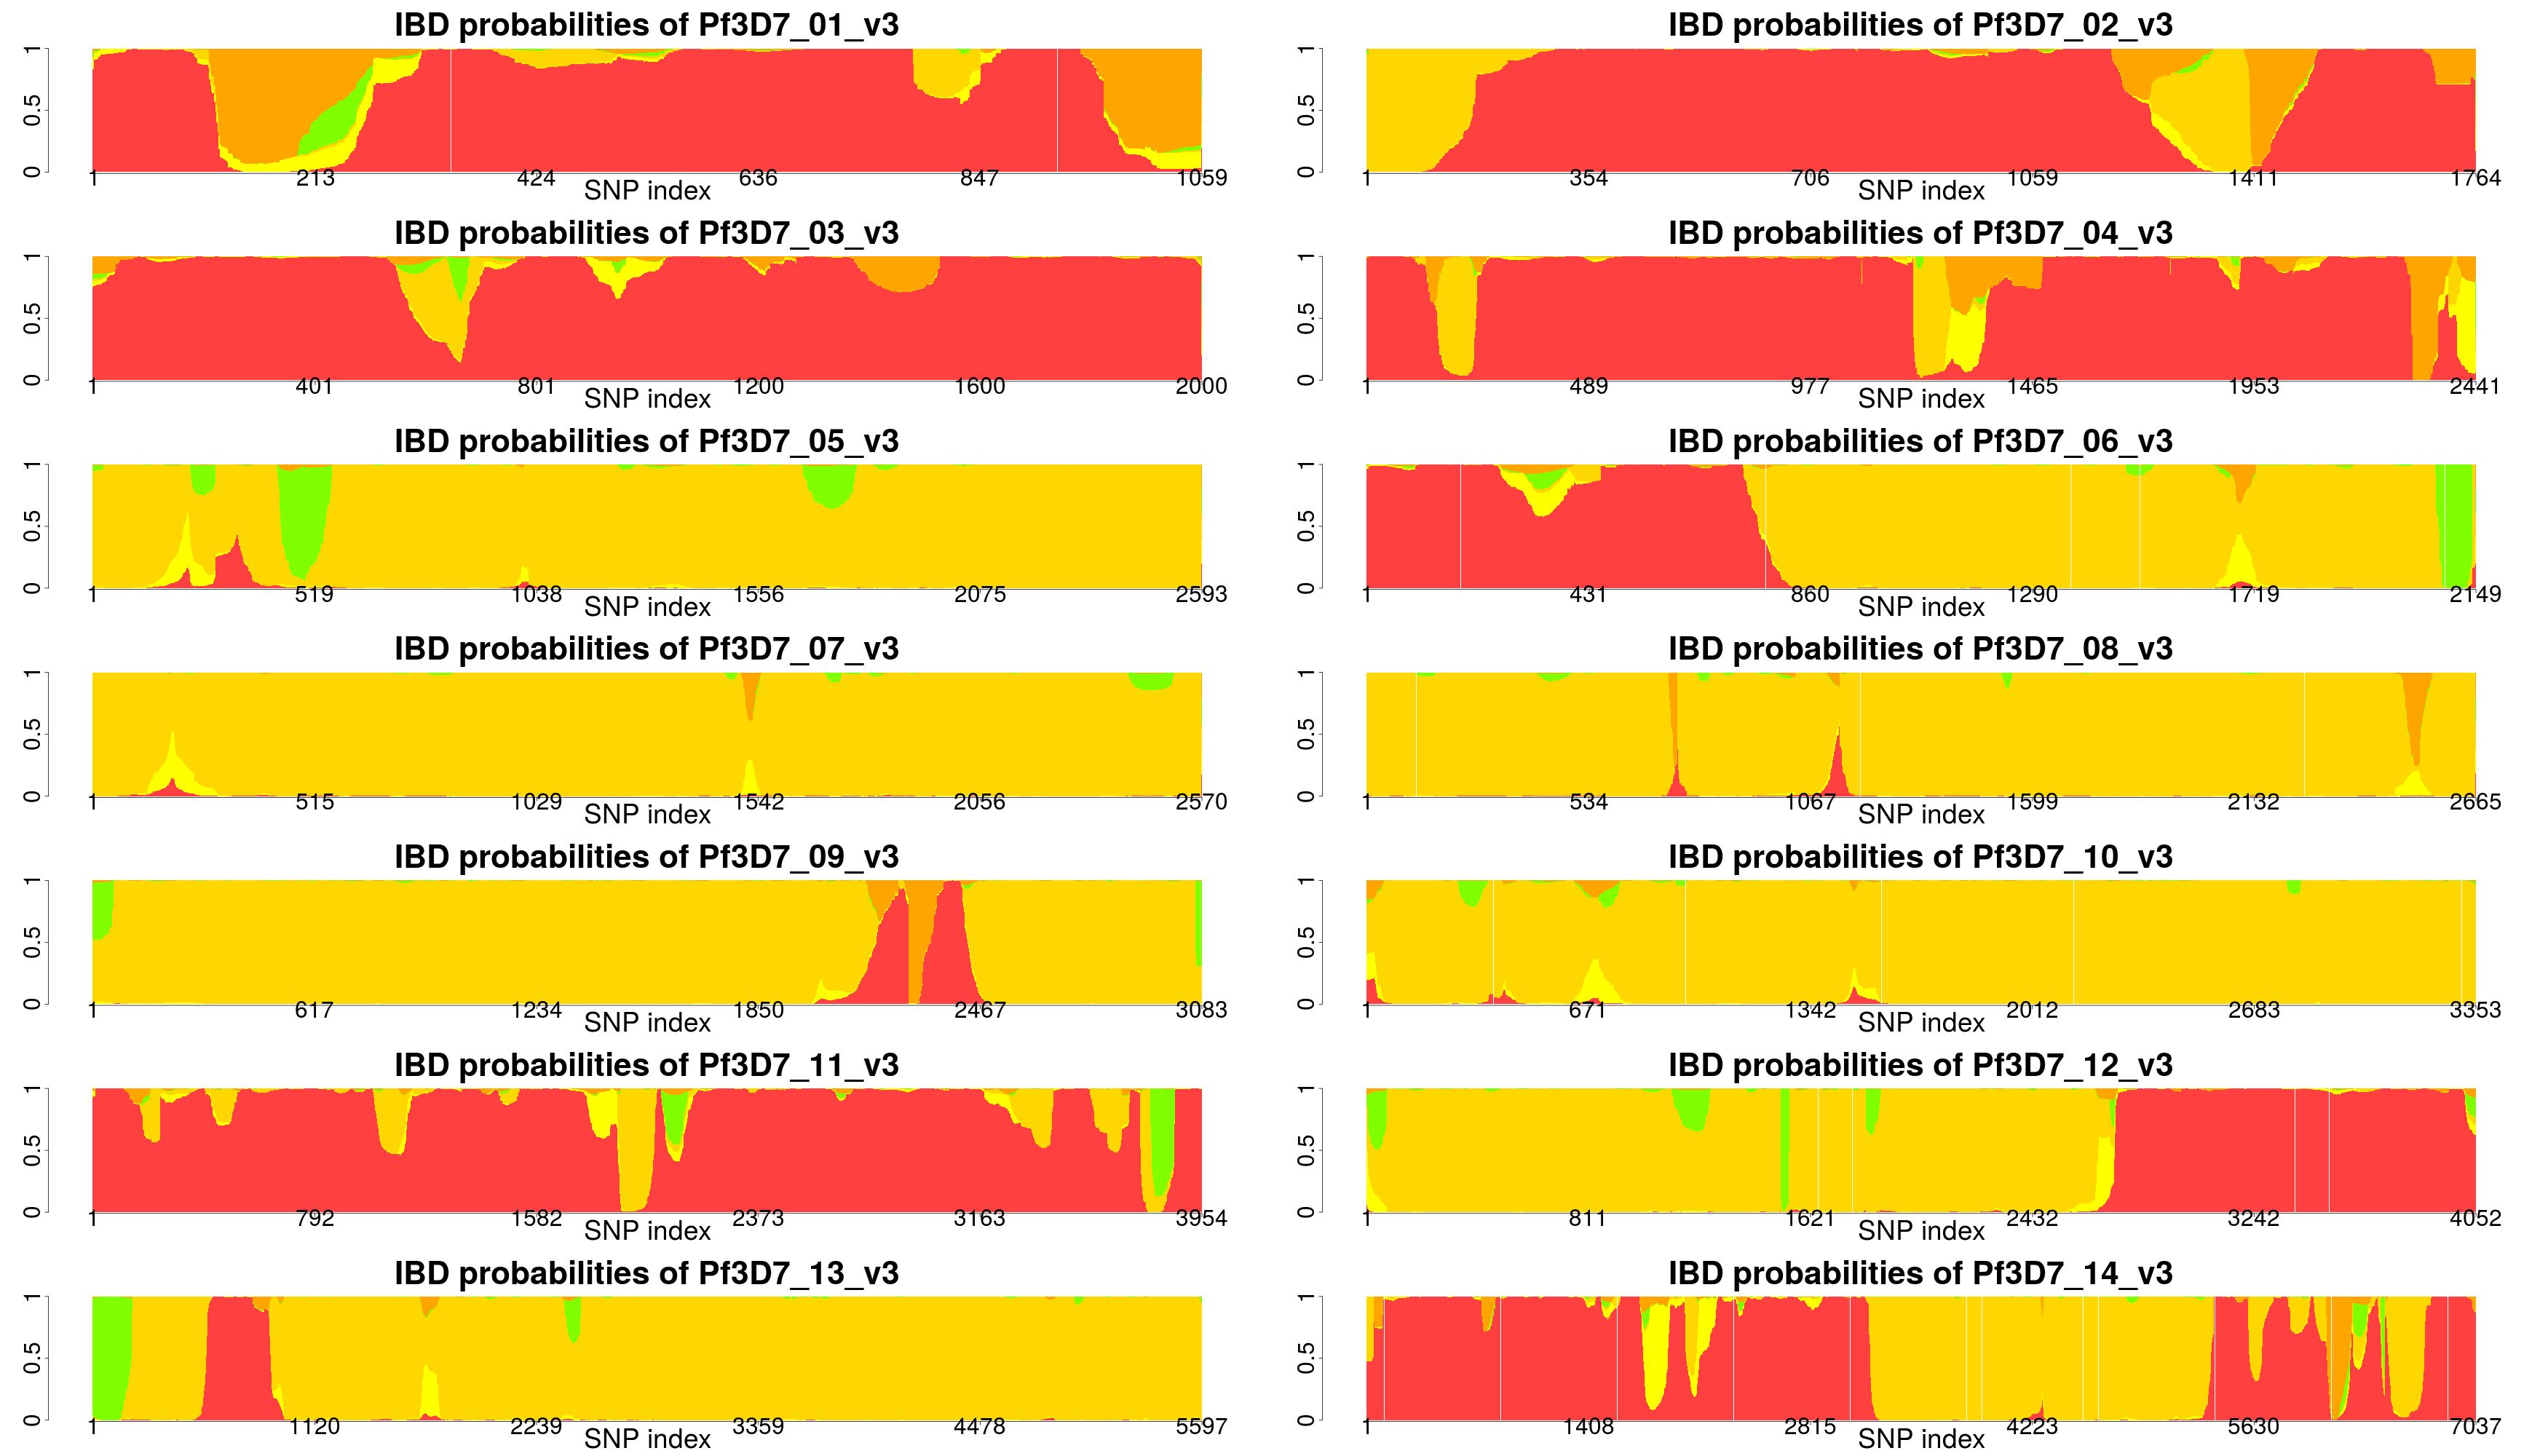 IBD probabilities of Pf3D7_01_v3
0 0.5 1
1 213 424 636 847 1059
SNP index
IBD probabilities of Pf3D7_02_v3
0 0.5 1
1 354 706 1059 1411 1764
SNP index
IBD probabilities of Pf3D7_03_v3
0 0.5 1
1 401 801 1200 1600 2000
SNP index
IBD probabilities of Pf3D7_04_v3
0 0.5 1
1 489 977 1465 1953 2441
SNP index
IBD probabilities of Pf3D7_05_v3
0 0.5 1
1 519 1038 1556 2075 2593
SNP index
IBD probabilities of Pf3D7_06_v3
0 0.5 1
1 431 860 1290 1719 2149
SNP index
IBD probabilities of Pf3D7_07_v3
0 0.5 1
1 515 1029 1542 2056 2570
SNP index
IBD probabilities of Pf3D7_08_v3
0 0.5 1
1 534 1067 1599 2132 2665
SNP index
IBD probabilities of Pf3D7_09_v3
0 0.5 1
1 617 1234 1850 2467 3083
SNP index
IBD probabilities of Pf3D7_10_v3
0 0.5 1
1 671 1342 2012 2683 3353
SNP index
IBD probabilities of Pf3D7_11_v3
0 0.5 1
1 792 1582 2373 3163 3954
SNP index
IBD probabilities of Pf3D7_12_v3
0 0.5 1
1 811 1621 2432 3242 4052
SNP index
IBD probabilities of Pf3D7_13_v3
0 0.5 1
1 1120 2239 3359 4478 5597
SNP index
IBD probabilities of Pf3D7_14_v3
0 0.5 1
1 1408 2815 4223 5630 7037
SNP index